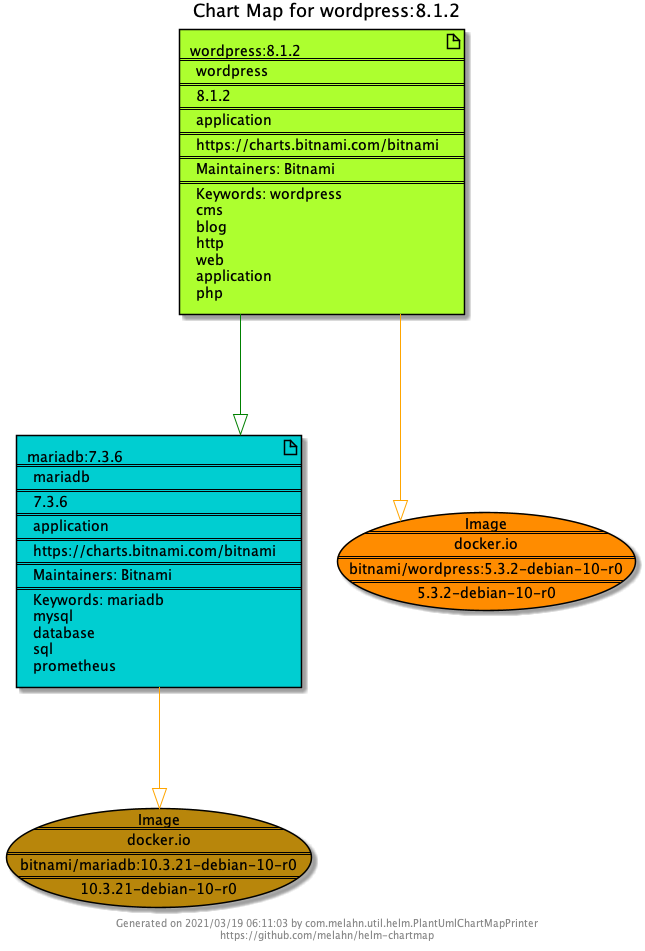 Chart Map for wordpress:8.1.2
wordpress:8.1.2
wordpress
8.1.2
application
https://charts.bitnami.com/bitnami
Maintainers: Bitnami
Keywords: wordpress
cms
blog
http
web
application
php
mariadb:7.3.6
mariadb
7.3.6
application
https://charts.bitnami.com/bitnami
Maintainers: Bitnami
Keywords: mariadb
mysql
database
sql
prometheus
Image
docker.io
bitnami/wordpress:5.3.2-debian-10-r0
5.3.2-debian-10-r0
Image
docker.io
bitnami/mariadb:10.3.21-debian-10-r0
10.3.21-debian-10-r0
Generated on 2021/03/19 06:11:03 by com.melahn.util.helm.PlantUmlChartMapPrinter
https://github.com/melahn/helm-chartmap